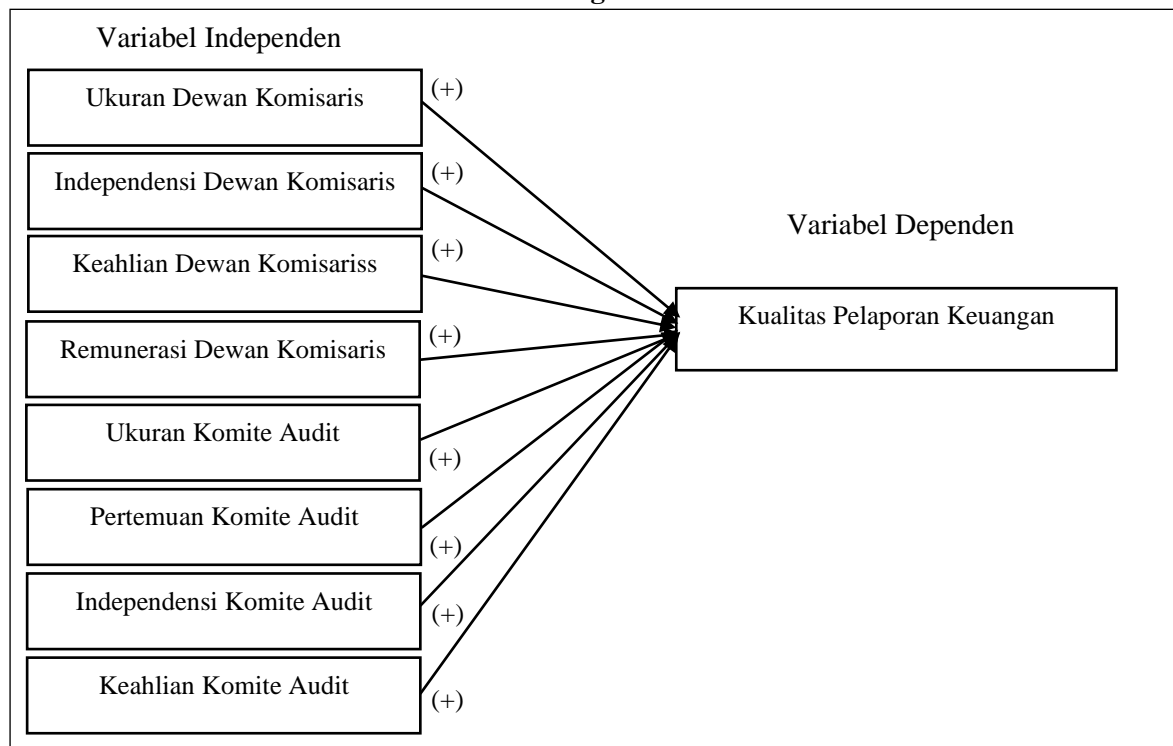 Variabel Independen
Ukuran Dewan Komisaris
(+)
Independensi Dewan Komisaris
(+)
Variabel Dependen
Keahlian Dewan Komisariss
(+)
Kualitas Pelaporan Keuangan
Remunerasi Dewan Komisaris
(+)
Ukuran Komite Audit
(+)
Pertemuan Komite Audit
(+)
Independensi Komite Audit
(+)
Keahlian Komite Audit
(+)